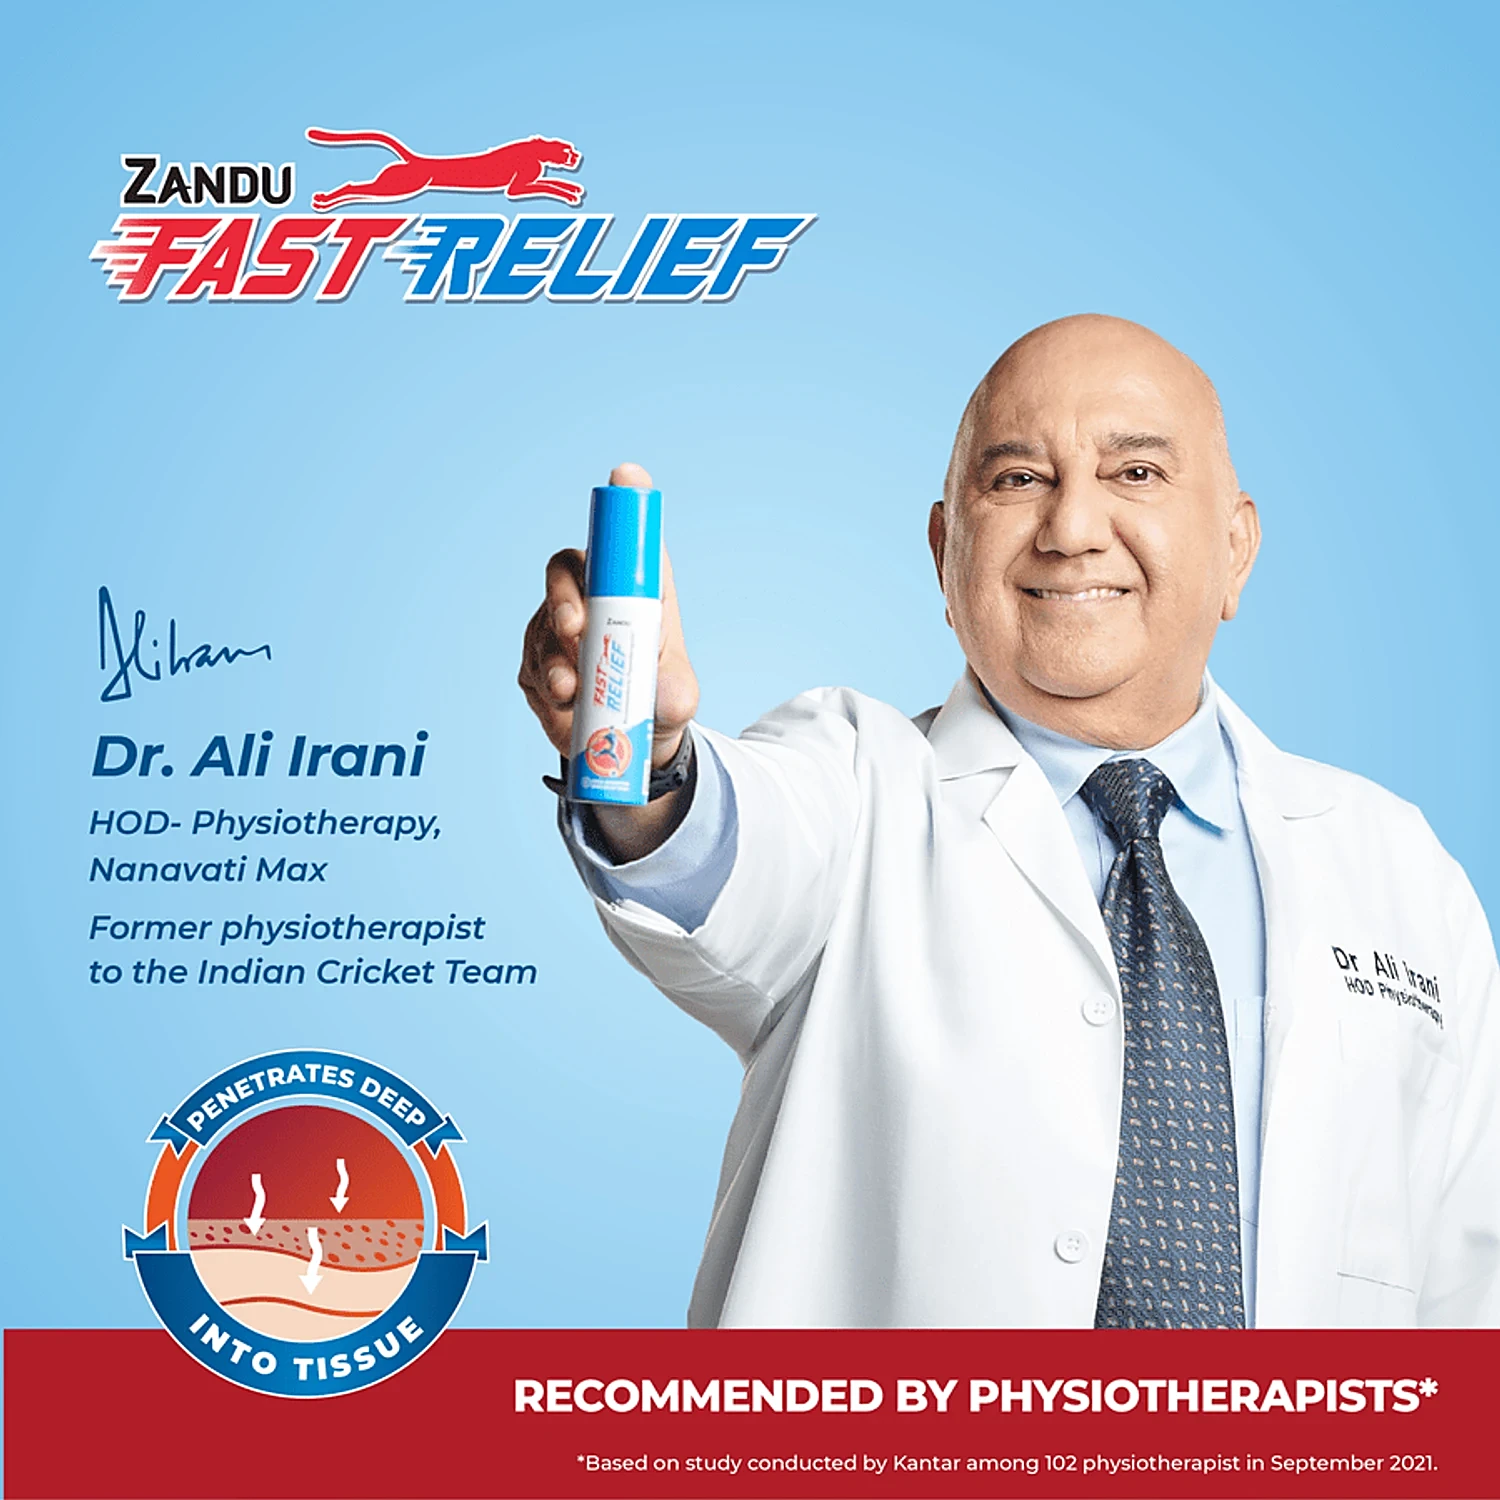 ZANDU
FAST RELIEF
ZANDU
FAST
RELIEF
Dr. Ali Irani
HOD- Physiotherapy,
Nanavati Max
Former physiotherapist
to the Indian Cricket Team
Dr Ali Irani
HOD Physiotherapy
PENETRATES DEEP
INTO TISSUE
RECOMMENDED BY PHYSIOTHERAPISTS*
*Based on study conducted by Kantar among 102 physiotherapist in September 2021.